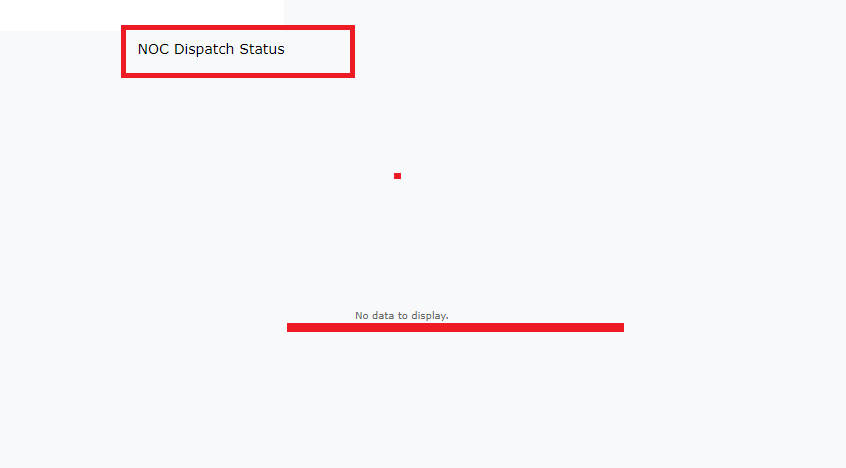 NOC Dispatch Status
No data to display.